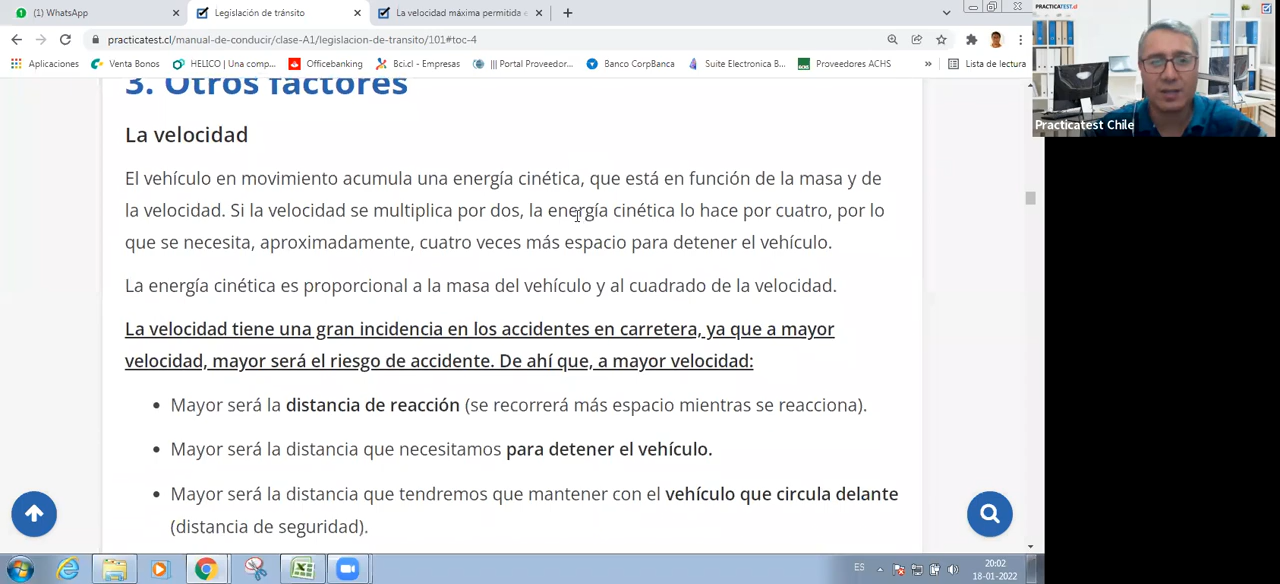 (1) WhatsApp
Legislación de tránsito
La velocidad máxima permitida e
practicatest.cl/manual-de-conducir/clase-A1/legislacion-de-transito/101#toc-4
Aplicaciones
Venta Bonos
HELICO | Una comp...
Officebanking
Bci.cl - Empresas
||| Portal Proveedor...
Banco CorpBanca
Suite Electronica B...
Proveedores ACHS
»
Lista de lectura
PRACTICATEST.cl
Practicatest Chile
3. Otros factores
La velocidad
El vehículo en movimiento acumula una energía cinética, que está en función de la masa y de
la velocidad. Si la velocidad se multiplica por dos, la energía cinética lo hace por cuatro, por lo
que se necesita, aproximadamente, cuatro veces más espacio para detener el vehículo.
La energía cinética es proporcional a la masa del vehículo y al cuadrado de la velocidad.
La velocidad tiene una gran incidencia en los accidentes en carretera, ya que a mayor
velocidad, mayor será el riesgo de accidente. De ahí que, a mayor velocidad:
• Mayor será la distancia de reacción (se recorrerá más espacio mientras se reacciona).
• Mayor será la distancia que necesitamos para detener el vehículo.
• Mayor será la distancia que tendremos que mantener con el vehículo que circula delante
(distancia de seguridad).
ES
20:02
18-01-2022